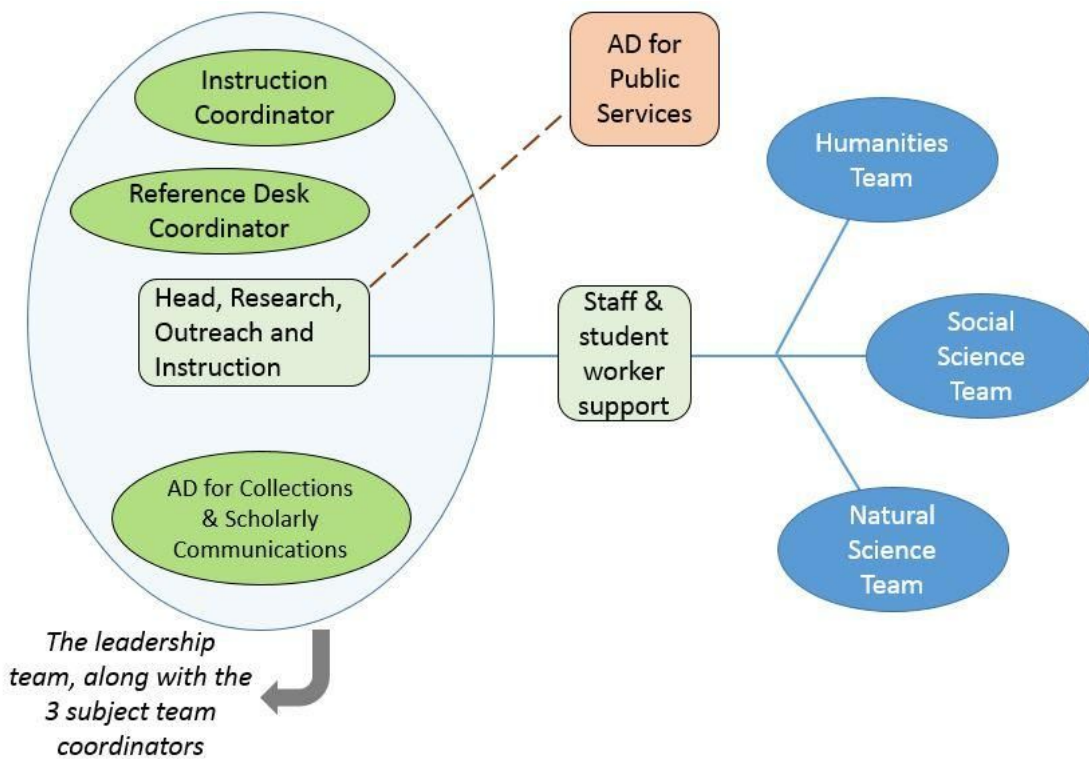 Instruction
Coordinator
Reference Desk
Coordinator
Head, Research,
Outreach and
Instruction
AD for Collections
& Scholarly
Communications
The leadership
team, along with the
3 subject team
coordinators
AD for
Public
Services
Staff &
student
worker
support
Humanities
Team
Social
Science
Team
Natural
Science
Team